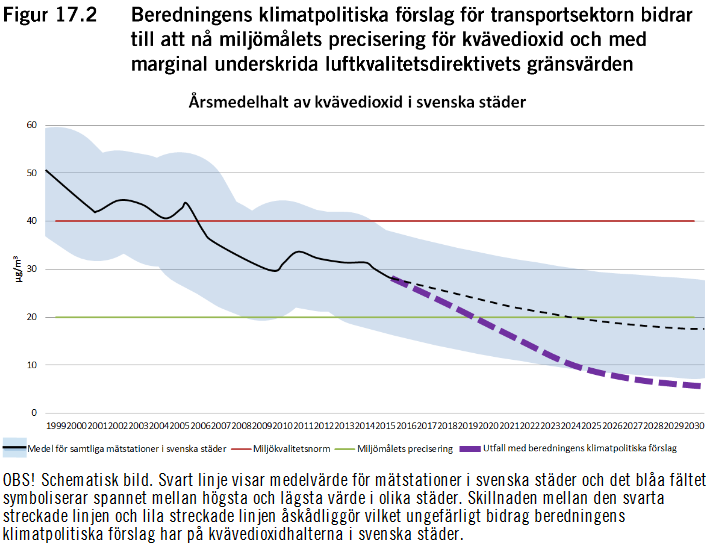 Figur 17.2 Beredningens klimatpolitiska förslag för transportsektorn bidrar
till att nå miljömålets precisering för kvävedioxid och med
marginal underskrida luftkvalitetsdirektivets gränsvärden
Årsmedelhalt av kvävedioxid i svenska städer
60
50
40
30
20
10
0
µg/m³
1999 2000 2001 2002 2003 2004 2005 2006 2007 2008 2009 2010 2011 2012 2013 2014 2015 2016 2017 2018 2019 2020 2021 2022 2023 2024 2025 2026 2027 2028 2029 2030
Medel för samtliga mätstationer i svenska städer Miljökvalitetsnorm Miljömålets precisering Utfall med beredningens klimatpolitiska förslag
OBS! Schematisk bild. Svart linje visar medelvärde för mätstationer i svenska städer och det blåa fältet
symboliserar spannet mellan högsta och lägsta värde i olika städer. Skillnaden mellan den svarta
streckade linjen och lila streckade linjen åskådliggör vilket ungefärligt bidrag beredningens
klimatpolitiska förslag har på kvävedioxidhalterna i svenska städer.